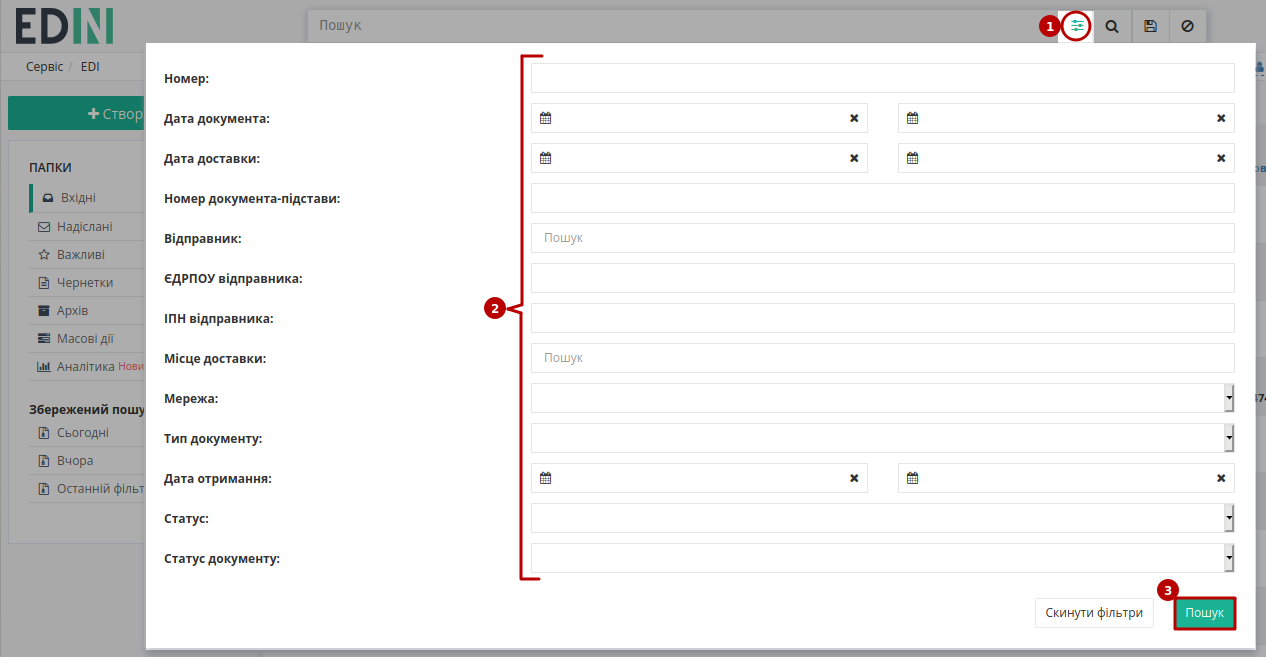 EDIN
Пошук
1
Сервіс / EDI
Створ
ПАПКИ
Вхідні
Надіслані
Важливі
Чернетки
Архів
Масові дії
Аналітика Нови
Збережений пошу
Сьогодні
Вчора
Останній фільт
Номер:
Дата документа:
Дата доставки:
Номер документа-підстави:
Відправник:
Пошук
ЄДРПОУ відправника:
2
ІПН відправника:
Місце доставки:
Пошук
Мережа:
Тип документу:
Дата отримання:
Статус:
Статус документу:
3
Скинути фільтри
Пошук